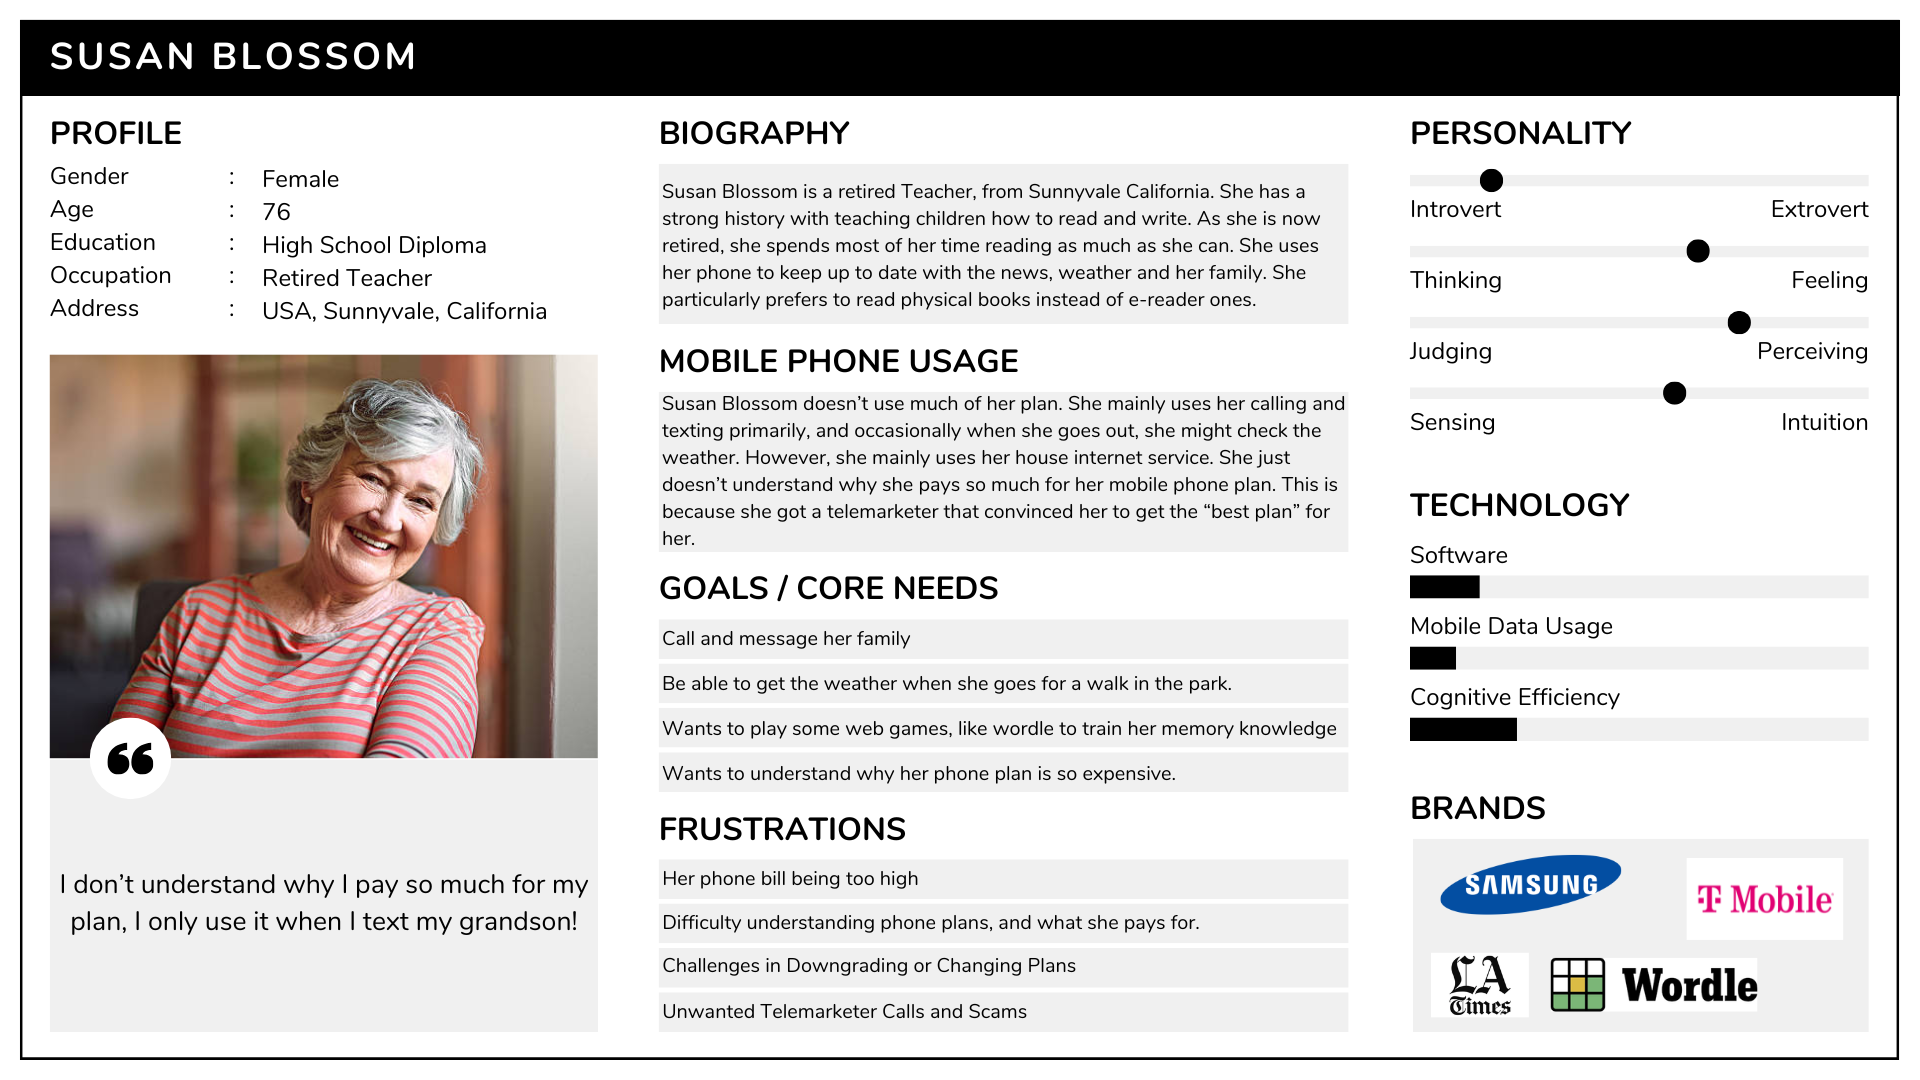 SUSAN BLOSSOM
PROFILE
Gender : Female
Age : 76
Education : High School Diploma
Occupation : Retired Teacher
Address : USA, Sunnyvale, California
“
I don’t understand why I pay so much for my
plan, I only use it when I text my grandson!
BIOGRAPHY
Susan Blossom is a retired Teacher, from Sunnyvale California. She has a
strong history with teaching children how to read and write. As she is now
retired, she spends most of her time reading as much as she can. She uses
her phone to keep up to date with the news, weather and her family. She
particularly prefers to read physical books instead of e-reader ones.
MOBILE PHONE USAGE
Susan Blossom doesn’t use much of her plan. She mainly uses her calling and
texting primarily, and occasionally when she goes out, she might check the
weather. However, she mainly uses her house internet service. She just
doesn’t understand why she pays so much for her mobile phone plan. This is
because she got a telemarketer that convinced her to get the “best plan” for
her.
GOALS / CORE NEEDS
Call and message her family
Be able to get the weather when she goes for a walk in the park.
Wants to play some web games, like wordle to train her memory knowledge
Wants to understand why her phone plan is so expensive.
FRUSTRATIONS
Her phone bill being too high
Difficulty understanding phone plans, and what she pays for.
Challenges in Downgrading or Changing Plans
Unwanted Telemarketer Calls and Scams
PERSONALITY
Introvert Extrovert
Thinking Feeling
Judging Perceiving
Sensing Intuition
TECHNOLOGY
Software
Mobile Data Usage
Cognitive Efficiency
BRANDS
SAMSUNG
T Mobile
LA
Times
Wordle